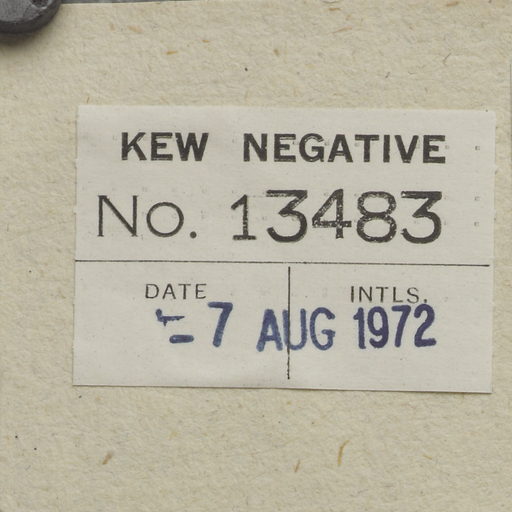 KEW NEGATIVE
No. 13483
DATE INTLS.
-7 AUG 1972